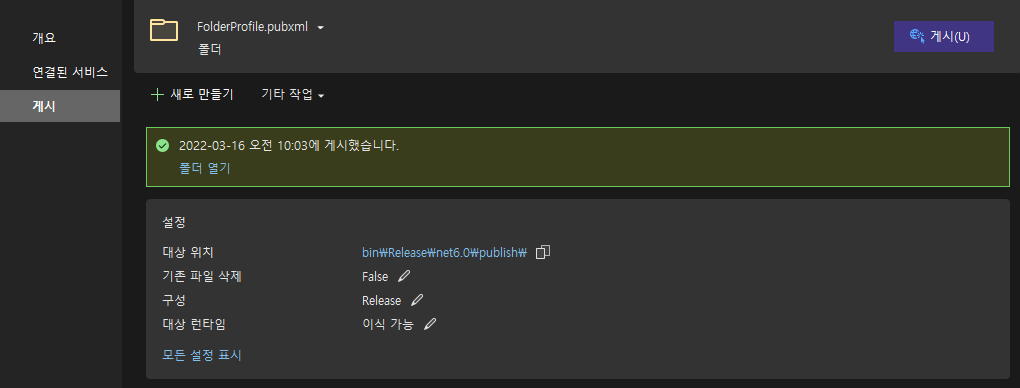 개요
연결된 서비스
게시
FolderProfile.pubxml
폴더
게시(U)
새로 만들기 기타 작업
2022-03-16 오전 10:03에 게시했습니다.
폴더 열기
설정
대상 위치 bin₩Release₩net6.0₩publish₩
기존 파일 삭제 False
구성 Release
대상 런타임 이식 가능
모든 설정 표시